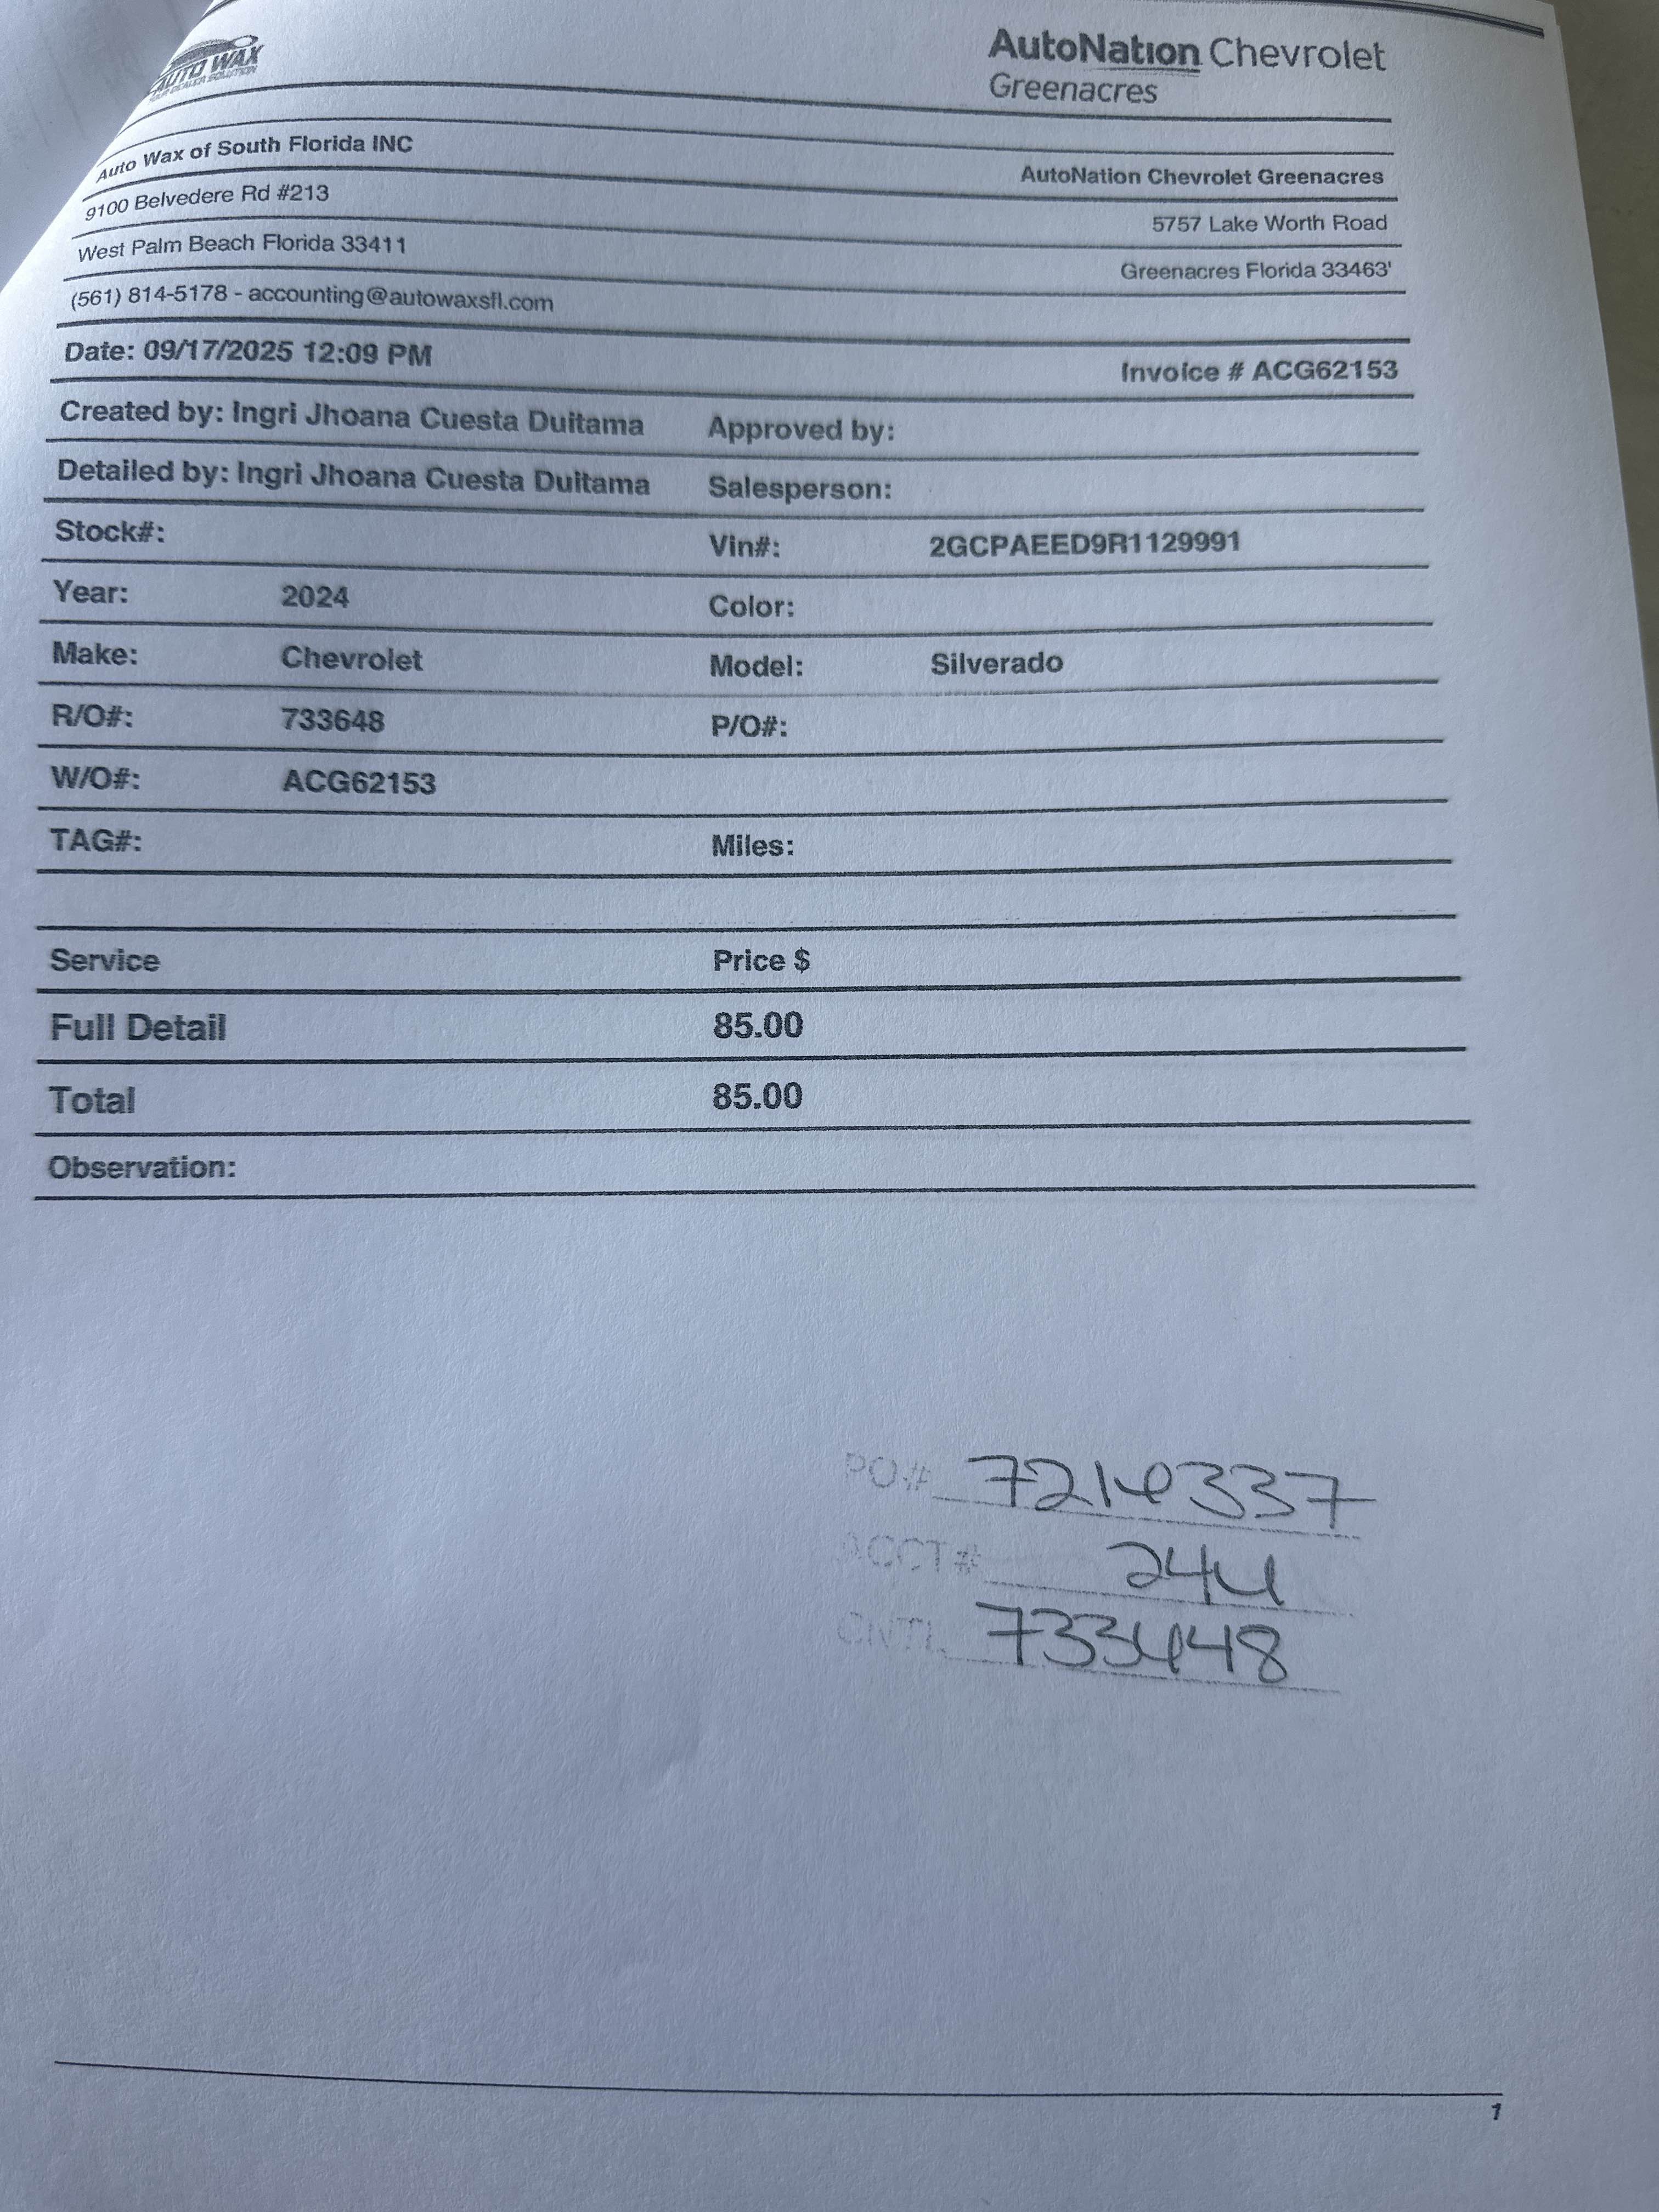 AUTO WAX
YOUR DEALER SOLUTION
AutoNation Chevrolet
Greenacres
Auto Wax of South Florida INC
AutoNation Chevrolet Greenacres
9100 Belvedere Rd #213
5757 Lake Worth Road
West Palm Beach Florida 33411
Greenacres Florida 33463'
(561) 814-5178 - accounting@autowaxsfl.com
Date: 09/17/2025 12:09 PM
Invoice # ACG62153
Created by: Ingri Jhoana Cuesta Duitama Approved by:
Detailed by: Ingri Jhoana Cuesta Duitama Salesperson:
Stock#: Vin#: 2GCPAEED9R1129991
Year: 2024 Color:
Make: Chevrolet Model: Silverado
R/O#: 733648 P/O#:
W/O#: ACG62153
TAG#: Miles:
Service Price $
Full Detail 85.00
Total 85.00
Observation:
PO#
ACCT# 244
CNTL
1